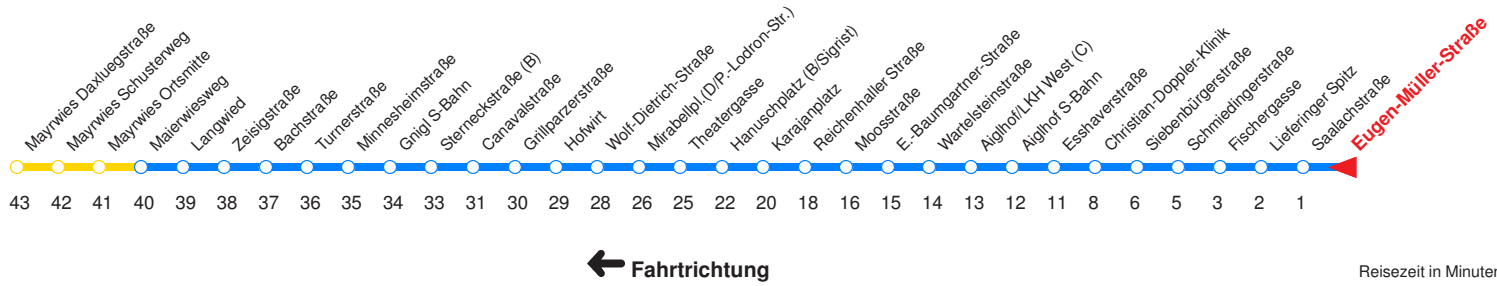 Mayrwies Daxluegstraße
Mayrwies Schusterweg
Mayrwies Ortsmitte
Maierwiesweg
Langwied
Zeisigstraße
Bachstraße
Turnerstraße
Minnesheimstraße
Gnigl S-Bahn
Sterneckstraße (B)
Canavalstraße
Grillparzerstraße
Hofwirt
Wolf-Dietrich-Straße
Mirabellpl.(D/P.-Lodron-Str.)
Theatergasse
Hanuschplatz (B/Sigrist)
Karajanplatz
Reichenhaller Straße
Moosstraße
E.-Baumgartner-Straße
Wartelsteinstraße
Aiglhof/LKH West (C)
Aiglhof S-Bahn
Esshaverstraße
Christian-Doppler-Klinik
Siebenbürgerstraße
Schmiedingerstraße
Fischergasse
Lieferinger Spitz
Saalachstraße
Eugen-Müller-Straße
43 42 41 40 39 38 37 36 35 34 33 31 30 29 28 26 25 22 20 18 16 15 14 13 12 11 8 6 5 3 2 1
Fahrtrichtung
Reisezeit in Minuten